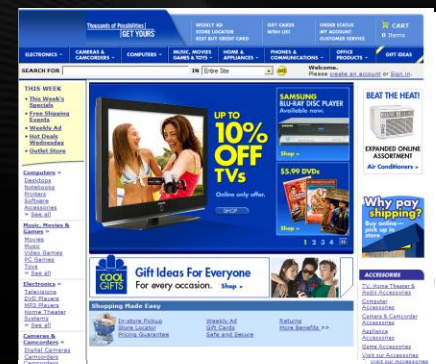 Thousands of Possibilities
GET YOURS
WEEKLY AD
STORE LOCATOR
BEST BUY CREDIT CARD
GIFT CARDS
WISH LIST
ORDER STATUS
MY ACCOUNT
CUSTOMER SERVICE
CART
0 Items
ELECTRONICS
CAMERAS & CAMCORDERS
COMPUTERS
MUSIC, MOVIES GAMES & TOYS
HOME & APPLIANCES
PHONES & COMMUNICATIONS
OFFICE PRODUCTS
GIFT IDEAS
SEARCH FOR
IN Entire Site
GO
Welcome.
Please create an account or Sign in.
THIS WEEK
• This Week's Specials
• Free Shipping Events
• Weekly Ad
• Hot Deals Wednesday
• Outlet Store
Computers »
Desktops
Notebooks
Printers
Software
Accessories
» See all
Music, Movies & Games »
Movies
Music
Video Games
PC Games
Toys
» See all
Electronics »
Televisions
DVD Players
MP3 Players
Home Theater Systems
» See all
Cameras & Camcorders »
Digital Cameras
Camcorders
UP TO
10%
OFF
TVs
Online only offer.
SHOP
SAMSUNG
BLU-RAY DISC PLAYER
Available now.
Shop
$5.99 DVDs
Shop
1 2 3 4
COOL GIFTS
Gift Ideas For Everyone
For every occasion. Shop
Shopping Made Easy
In-store Pickup
Store Locator
Pricing Guarantee
Weekly Ad
Gift Cards
Safe and Secure
Returns
More Benefits >>
BEAT THE HEAT!
EXPANDED ONLINE
ASSORTMENT
Air Conditioners
Why pay
shipping?
Buy online—
pick up in
store.
ACCESSORIES
TV, Home Theater & Audio Accessories
Computer Accessories
Camera & Camcorder Accessories
Appliance Accessories
Game Accessories
Visit our Accessories